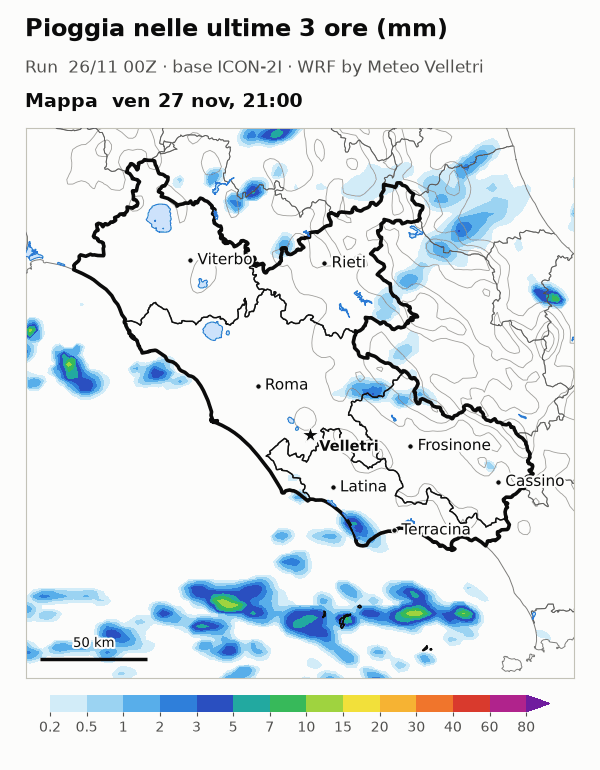 Pioggia nelle ultime 3 ore (mm)
Run  26/11 00Z · base ICON-2I · WRF by Meteo Velletri
Mappa  ven 27 nov, 21:00
Viterbo
Rieti
Roma
Velletri
Frosinone
Cassino
Latina
Terracina
50 km
0.2 0.5 1 2 3 5 7 10 15 20 30 40 60 80